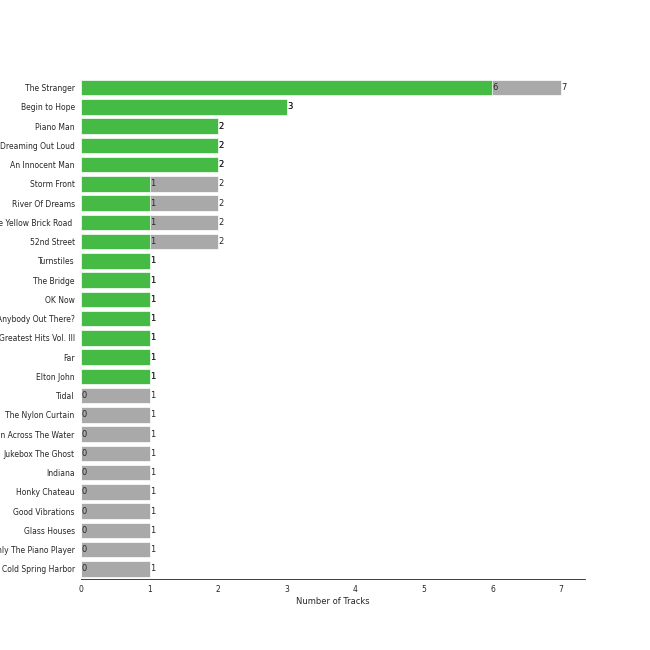 The Stranger 6 7
Begin to Hope 3
Piano Man 2
Dreaming Out Loud 2
An Innocent Man 2
Storm Front 1 2
River Of Dreams 1 2
Yellow Brick Road 1 2
52nd Street 1 2
Turnstiles 1
The Bridge 1
OK Now 1
Anybody Out There? 1
Greatest Hits Vol. III 1
Far 1
Elton John 1
Tidal 0 1
The Nylon Curtain 0 1
Across The Water 0 1
Jukebox The Ghost 0 1
Indiana 0 1
Honky Chateau 0 1
Good Vibrations 0 1
Glass Houses 0 1
The Piano Player 0 1
Cold Spring Harbor 0 1
0 1 2 3 4 5 6 7
Number of Tracks